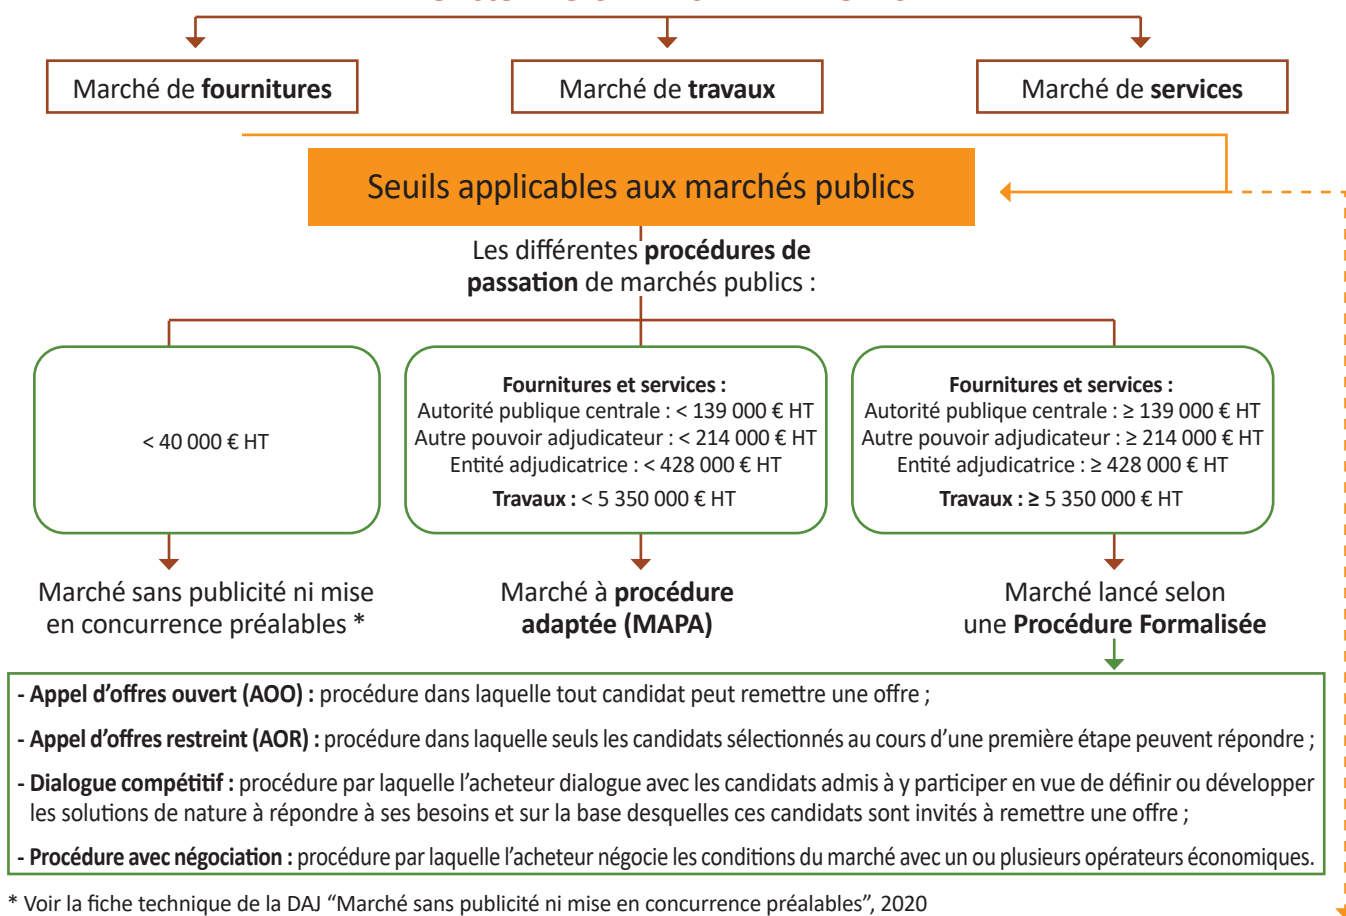 Marché de fournitures
Marché de travaux
Marché de services
Seuils applicables aux marchés publics
Les différentes procédures de
passation de marchés publics :
< 40 000 € HT
Fournitures et services :
Autorité publique centrale : < 139 000 € HT
Autre pouvoir adjudicateur : < 214 000 € HT
Entité adjudicatrice : < 428 000 € HT
Travaux : < 5 350 000 € HT
Fournitures et services :
Autorité publique centrale : ≥ 139 000 € HT
Autre pouvoir adjudicateur : ≥ 214 000 € HT
Entité adjudicatrice : ≥ 428 000 € HT
Travaux : ≥ 5 350 000 € HT
Marché sans publicité ni mise
en concurrence préalables *
Marché à procédure
adaptée (MAPA)
Marché lancé selon
une Procédure Formalisée
- Appel d’offres ouvert (AOO) : procédure dans laquelle tout candidat peut remettre une offre ;
- Appel d’offres restreint (AOR) : procédure dans laquelle seuls les candidats sélectionnés au cours d’une première étape peuvent répondre ;
- Dialogue compétitif : procédure par laquelle l’acheteur dialogue avec les candidats admis à y participer en vue de définir ou développer
les solutions de nature à répondre à ses besoins et sur la base desquelles ces candidats sont invités à remettre une offre ;
- Procédure avec négociation : procédure par laquelle l’acheteur négocie les conditions du marché avec un ou plusieurs opérateurs économiques.
* Voir la fiche technique de la DAJ “Marché sans publicité ni mise en concurrence préalables”, 2020